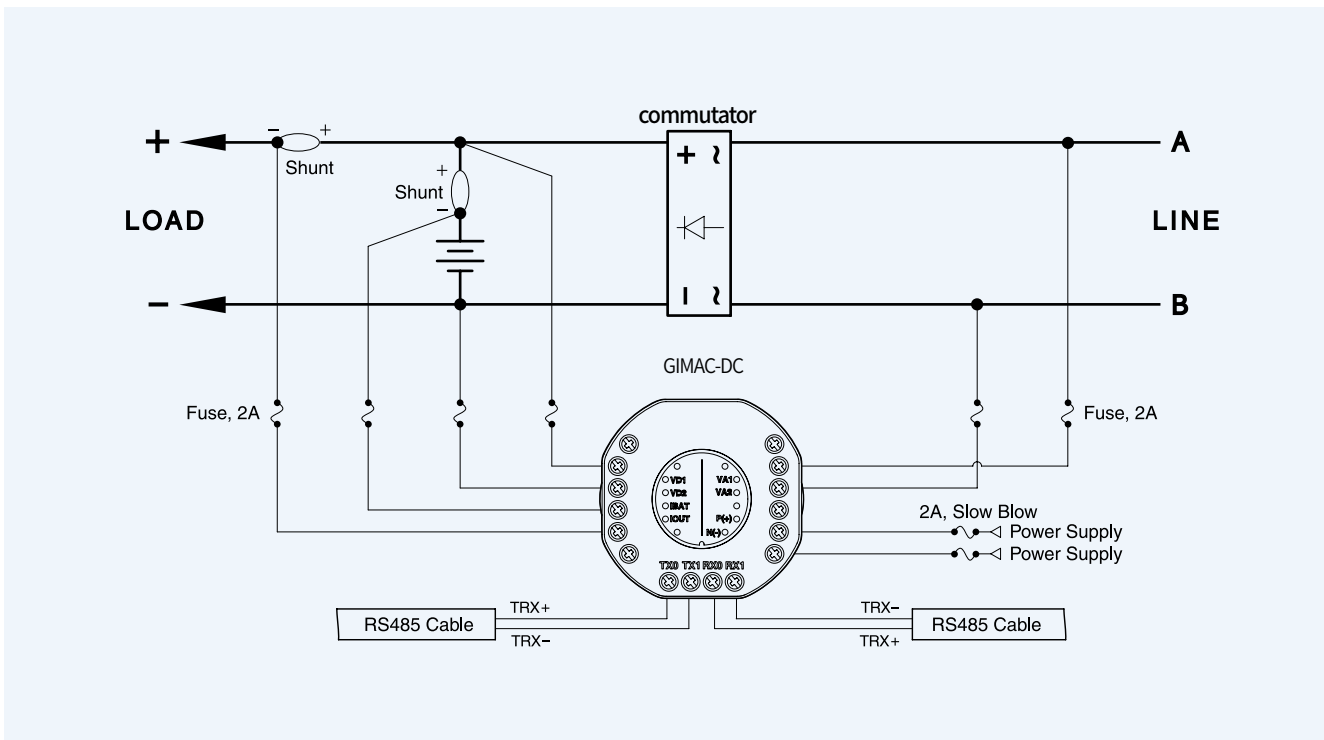 commutator
+ ~
A
+
− +
Shunt
+
Shunt
−
LOAD
LINE
−
− ~
B
GIMAC-DC
Fuse, 2A
Fuse, 2A
VD1
VD2
IBAT
IOUT
VA1
VA2
P(+)
N(-)
2A, Slow Blow
Power Supply
Power Supply
TX0 TX1 RX0 RX1
TRX+
RS485 Cable
TRX−
TRX−
RS485 Cable
TRX+